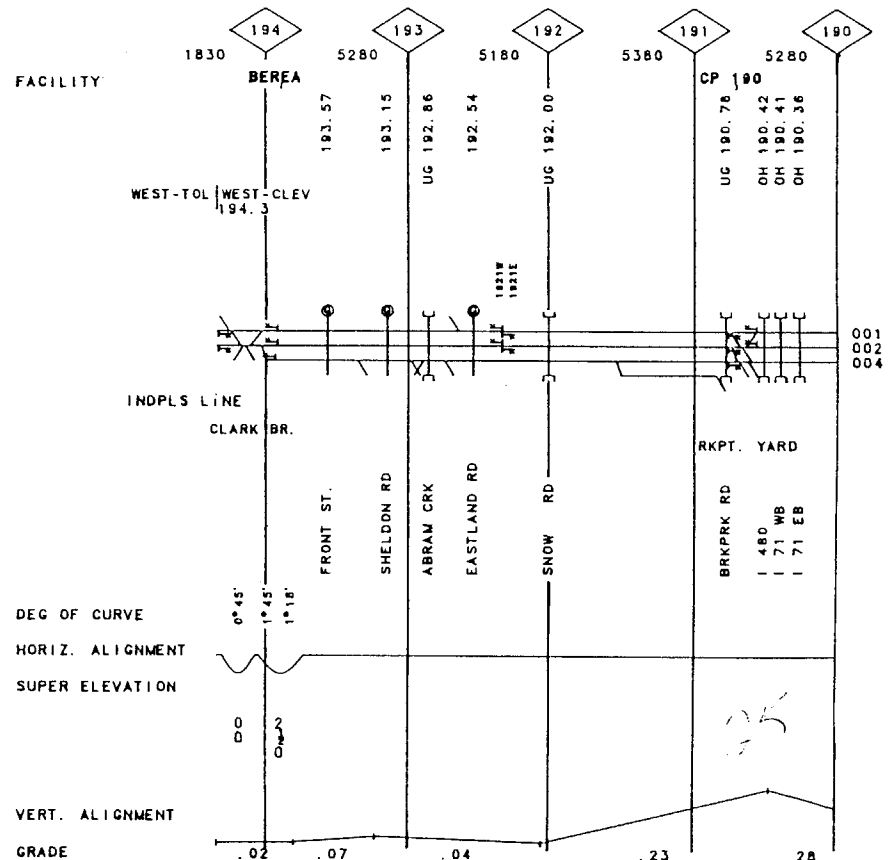 194 193 192 191 190
1830 5280 5180 5380 5280
FACILITY BEREA CP 190
193.57
193.15
UG 192.86
192.54
UG 192.00
UG 190.78
OH 190.42
OH 190.41
OH 190.36
WEST-TOL WEST-CLEV
194.3
1921W
1921E
001
002
004
INDPLS LINE
CLARK BR.
RKPT. YARD
FRONT ST.
SHELDON RD
ABRAM CRK
EASTLAND RD
SNOW RD
BRKPRK RD
I 480
I 71 WB
I 71 EB
DEG OF CURVE 0°45' 1°45' 1°18'
HORIZ. ALIGNMENT
SUPER ELEVATION
0 2
0
0
VERT. ALIGNMENT
GRADE .02 .07 .04 .23 .28